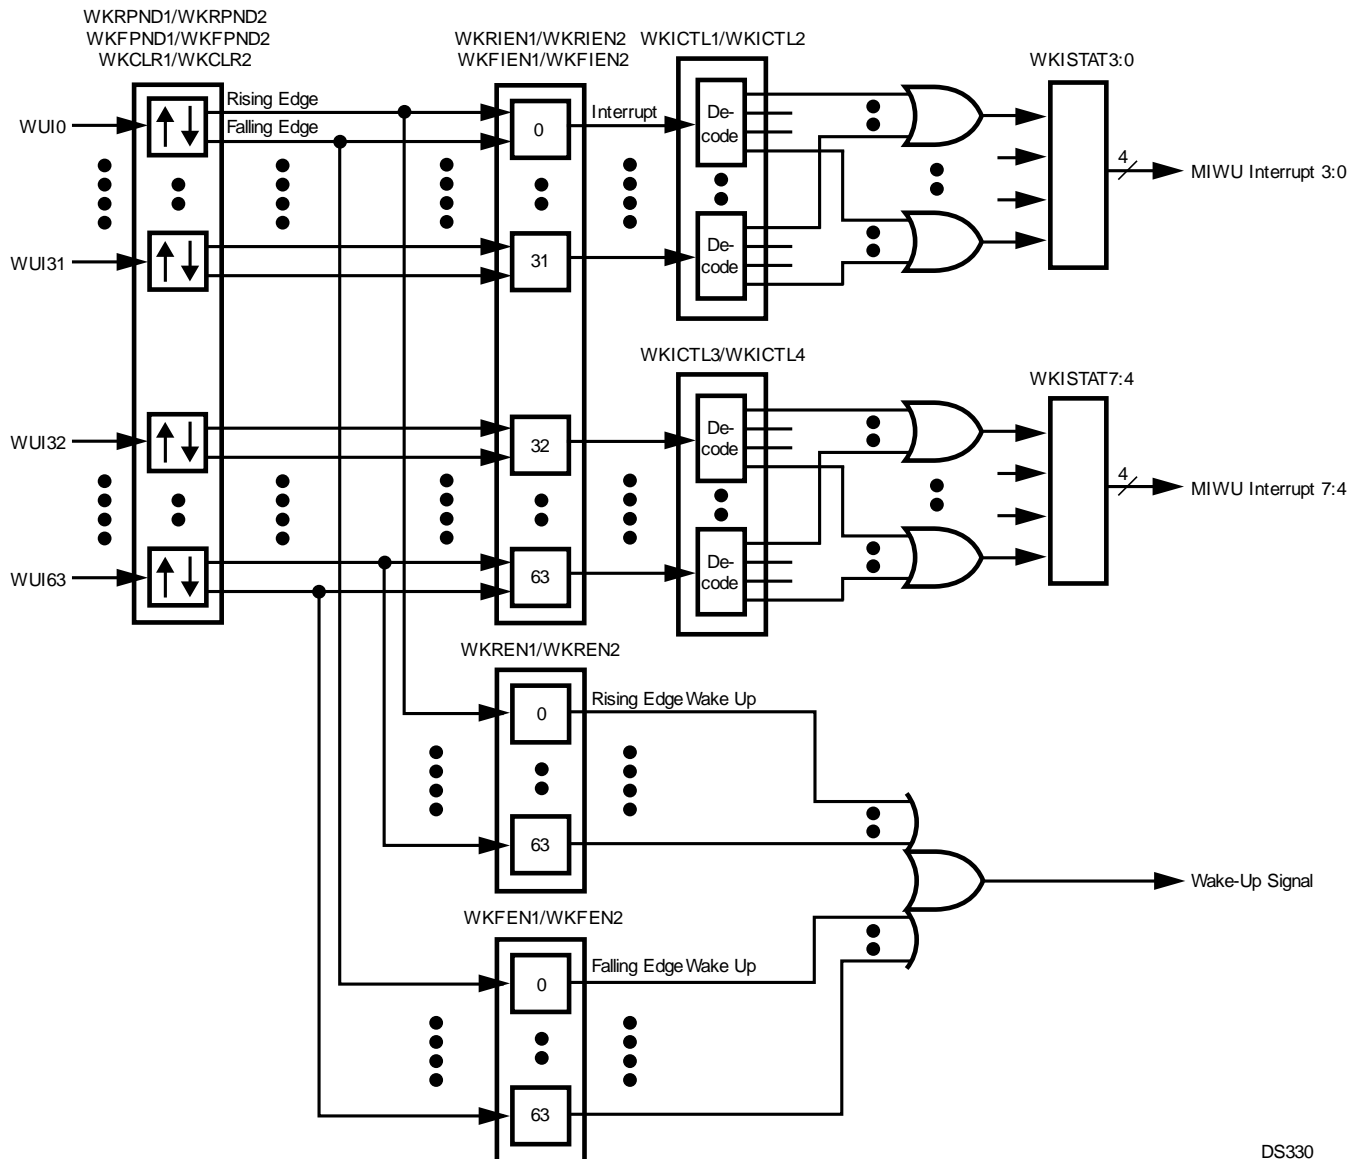 WKRPND1/WKRPND2
WKFPND1/WKFPND2
WKCLR1/WKCLR2
WKRIEN1/WKRIEN2
WKFIEN1/WKFIEN2
WKICTL1/WKICTL2
WKISTAT3:0
Rising Edge
Falling Edge
WUI0
0
Interrupt
De-
code
4
MIWU Interrupt 3:0
WUI31
31
De-
code
WKICTL3/WKICTL4
WKISTAT7:4
WUI32
32
De-
code
4
MIWU Interrupt 7:4
WUI63
63
De-
code
WKREN1/WKREN2
0
Rising Edge Wake Up
63
Wake-Up Signal
WKFEN1/WKFEN2
0
Falling Edge Wake Up
63
DS330